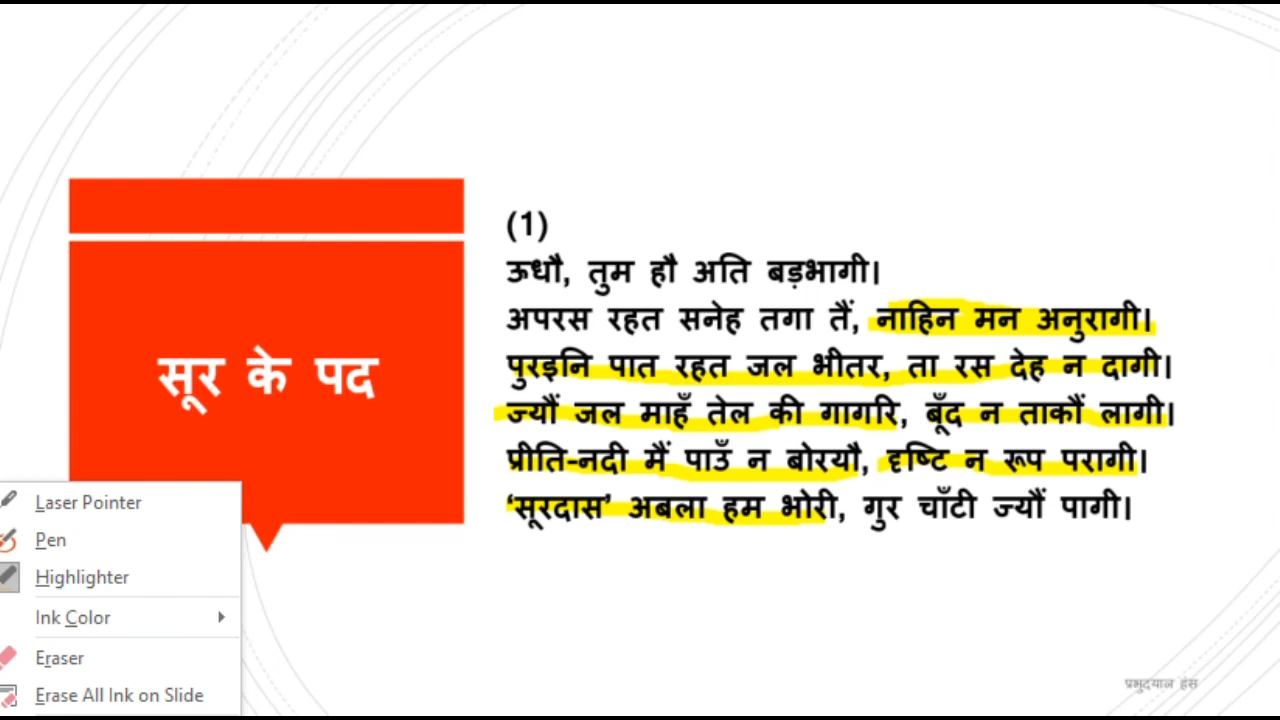 सूर के पद
(1)
ऊधौ, तुम हौ अति बड़भागी।
अपरस रहत सनेह तगा तैं, नाहिन मन अनुरागी।
पुरइनि पात रहत जल भीतर, ता रस देह न दागी।
ज्यौं जल माहँ तेल की गागरि, बूँद न ताकौं लागी।
प्रीति-नदी मैं पाउँ न बोरयौ, दृष्टि न रूप परागी।
‘सूरदास’ अबला हम भोरी, गुर चाँटी ज्यौं पागी।
Laser Pointer
Pen
Highlighter
Ink Color
Eraser
Erase All Ink on Slide
प्रभुदयाल हंस